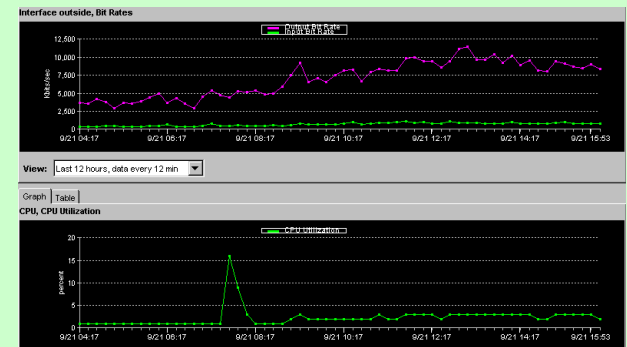 Interface outside, Bit Rates
Output Bit Rate
Input Bit Rate
12,500
10,000
7,500
5,000
2,500
0
Kbits/sec
9/21 04:17 9/21 06:17 9/21 08:17 9/21 10:17 9/21 12:17 9/21 14:17 9/21 15:53
View: Last 12 hours, data every 12 min
Graph Table
CPU, CPU Utilization
CPU Utilization
20
15
10
5
0
percent
9/21 04:17 9/21 06:17 9/21 08:17 9/21 10:17 9/21 12:17 9/21 14:17 9/21 15:53